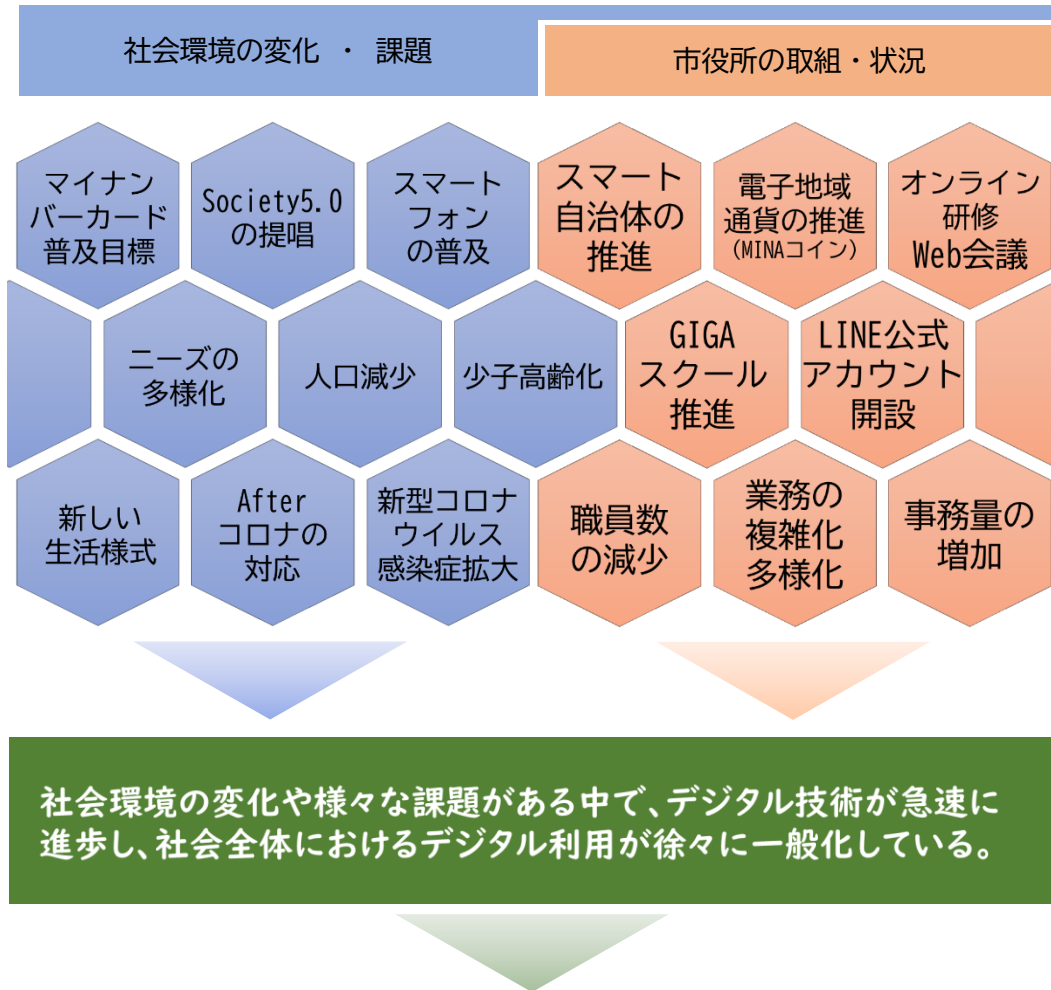 社会環境の変化 ・ 課題
市役所の取組・状況
マイナン
バーカード
普及目標
Society5.0
の提唱
スマート
フォン
の普及
スマート
自治体の
推進
電子地域
通貨の推進
(MINAコイン)
オンライン
研修
Web会議
ニーズの
多様化
人口減少
少子高齢化
GIGA
スクール
推進
LINE公式
アカウント
開設
新しい
生活様式
After
コロナの
対応
新型コロナ
ウイルス
感染症拡大
職員数
の減少
業務の
複雑化
多様化
事務量の
増加
社会環境の変化や様々な課題がある中で、デジタル技術が急速に
進歩し、社会全体におけるデジタル利用が徐々に一般化している。